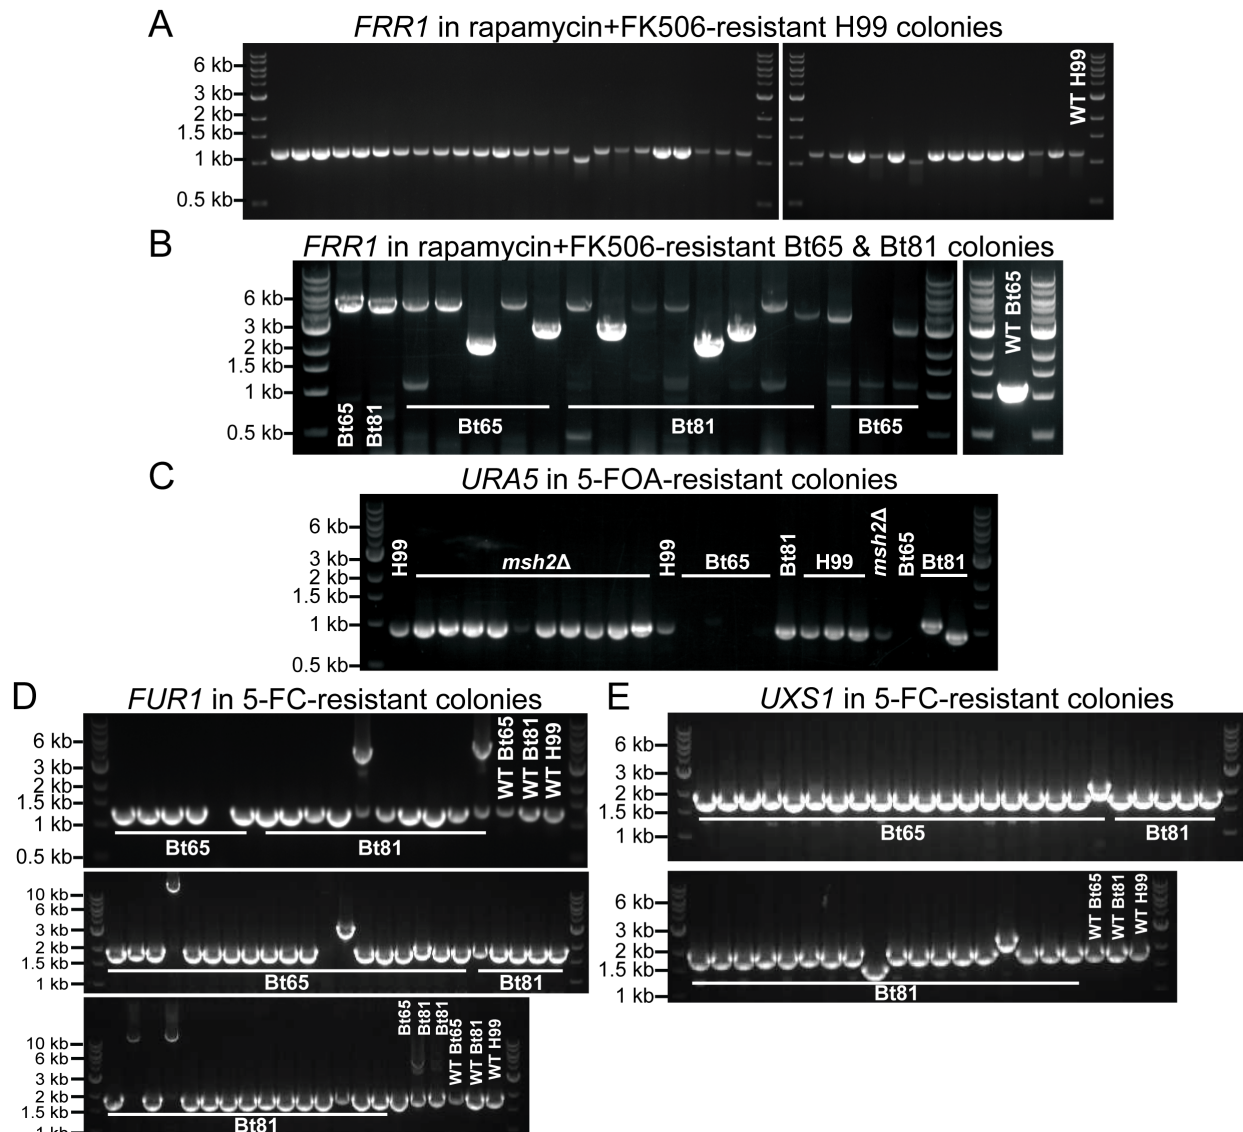 A
FRR1 in rapamycin+FK506-resistant H99 colonies
6 kb
3 kb
2 kb
1.5 kb
1 kb
0.5 kb
WT H99
B
FRR1 in rapamycin+FK506-resistant Bt65 & Bt81 colonies
6 kb
3 kb
2 kb
1.5 kb
1 kb
0.5 kb
Bt65
Bt81
Bt65
Bt81
Bt65
WT Bt65
C
URA5 in 5-FOA-resistant colonies
6 kb
3 kb
2 kb
1.5 kb
1 kb
0.5 kb
H99
msh2Δ
H99
Bt65
Bt81
H99
msh2Δ
Bt65
Bt81
D
FUR1 in 5-FC-resistant colonies
6 kb
3 kb
2 kb
1.5 kb
1 kb
0.5 kb
Bt65
Bt81
WT Bt65
WT Bt81
WT H99
10 kb
6 kb
3 kb
2 kb
1.5 kb
1 kb
Bt65
Bt81
10 kb
6 kb
3 kb
2 kb
1.5 kb
1 kb
Bt81
Bt65
Bt81
Bt81
WT Bt65
WT Bt81
WT H99
E
UXS1 in 5-FC-resistant colonies
6 kb
3 kb
2 kb
1.5 kb
1 kb
Bt65
Bt81
6 kb
3 kb
2 kb
1.5 kb
1 kb
Bt81
WT Bt65
WT Bt81
WT H99